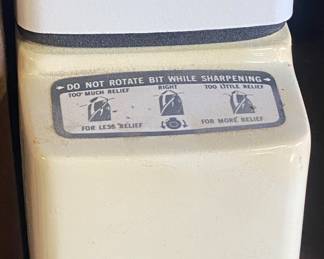 DO NOT ROTATE BIT WHILE SHARPENING
TOO MUCH RELIEF RIGHT TOO LITTLE RELIEF
FOR LESS RELIEF FOR MORE RELIEF